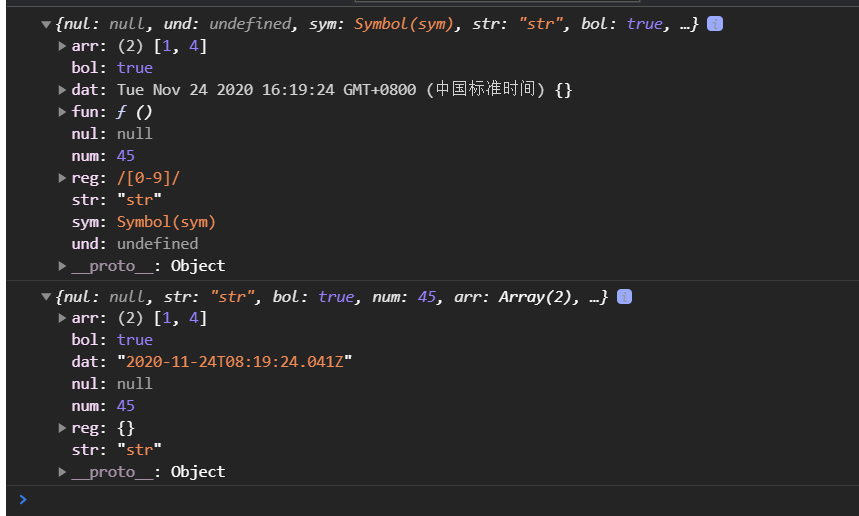 {nul: null, und: undefined, sym: Symbol(sym), str: "str", bol: true, …} i
arr: (2) [1, 4]
bol: true
dat: Tue Nov 24 2020 16:19:24 GMT+0800 (中国标准时间) {}
fun: ƒ ()
nul: null
num: 45
reg: /[0-9]/
str: "str"
sym: Symbol(sym)
und: undefined
__proto__: Object
{nul: null, str: "str", bol: true, num: 45, arr: Array(2), …} i
arr: (2) [1, 4]
bol: true
dat: "2020-11-24T08:19:24.041Z"
nul: null
num: 45
reg: {}
str: "str"
__proto__: Object
>